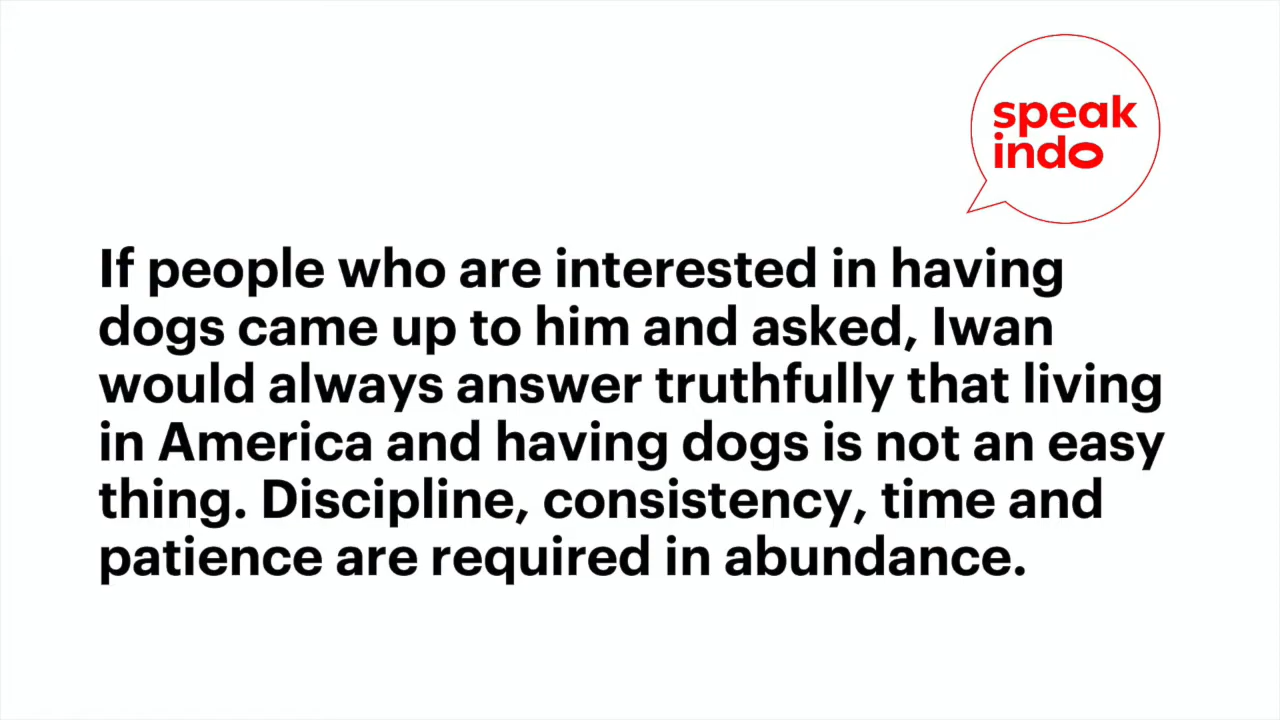 speak
indo
If people who are interested in having
dogs came up to him and asked, Iwan
would always answer truthfully that living
in America and having dogs is not an easy
thing. Discipline, consistency, time and
patience are required in abundance.